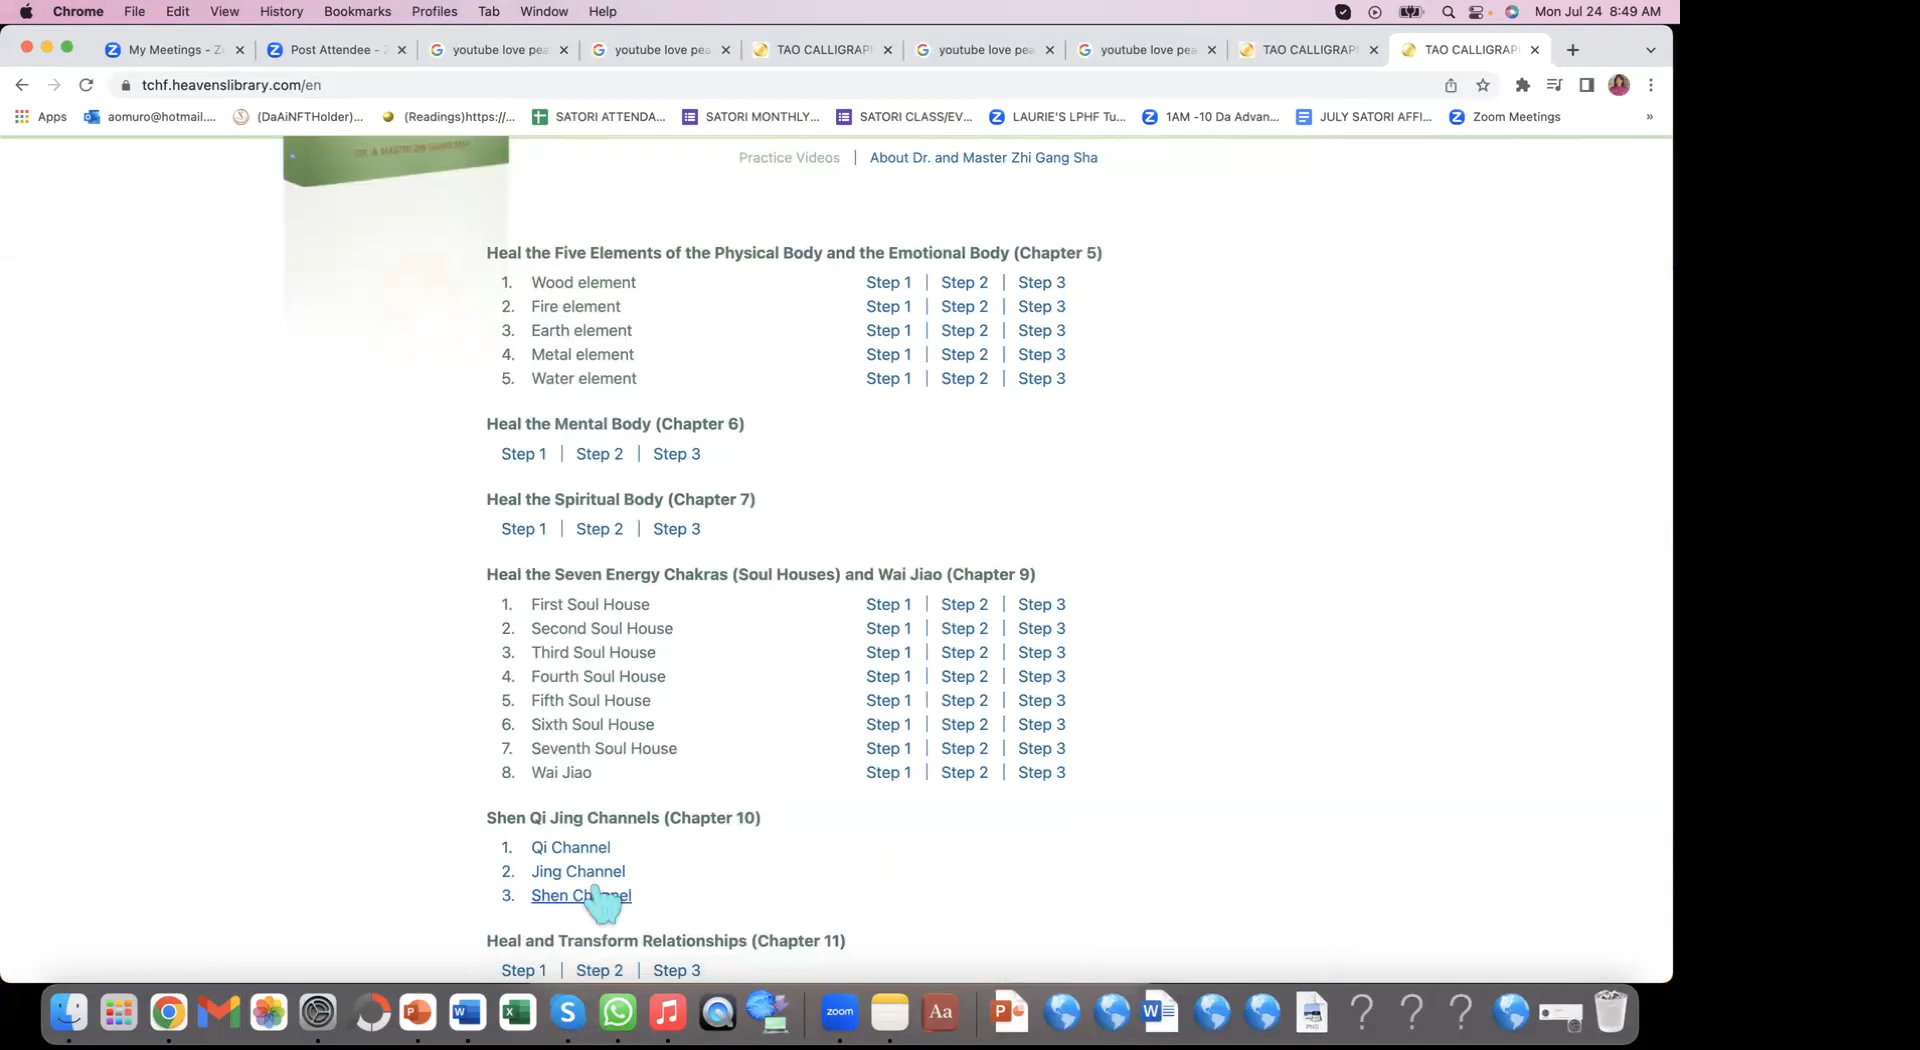 Chrome File Edit View History Bookmarks Profiles Tab Window Help Mon Jul 24 8:49 AM
My Meetings - Z Post Attendee - Z youtube love pea youtube love pea TAO CALLIGRAP youtube love pea youtube love pea TAO CALLIGRAP TAO CALLIGRAP
tchf.heavenslibrary.com/en
Apps aomuro@hotmail.... (DaAiNFTHolder)... (Readings)https://... SATORI ATTENDA... SATORI MONTHLY... SATORI CLASS/EV... LAURIE'S LPHF Tu... 1AM -10 Da Advan... JULY SATORI AFFI... Zoom Meetings »
DR. & MASTER ZHI GANG SHA
Practice Videos | About Dr. and Master Zhi Gang Sha
Heal the Five Elements of the Physical Body and the Emotional Body (Chapter 5)
1. Wood element Step 1 | Step 2 | Step 3
2. Fire element Step 1 | Step 2 | Step 3
3. Earth element Step 1 | Step 2 | Step 3
4. Metal element Step 1 | Step 2 | Step 3
5. Water element Step 1 | Step 2 | Step 3
Heal the Mental Body (Chapter 6)
Step 1 | Step 2 | Step 3
Heal the Spiritual Body (Chapter 7)
Step 1 | Step 2 | Step 3
Heal the Seven Energy Chakras (Soul Houses) and Wai Jiao (Chapter 9)
1. First Soul House Step 1 | Step 2 | Step 3
2. Second Soul House Step 1 | Step 2 | Step 3
3. Third Soul House Step 1 | Step 2 | Step 3
4. Fourth Soul House Step 1 | Step 2 | Step 3
5. Fifth Soul House Step 1 | Step 2 | Step 3
6. Sixth Soul House Step 1 | Step 2 | Step 3
7. Seventh Soul House Step 1 | Step 2 | Step 3
8. Wai Jiao Step 1 | Step 2 | Step 3
Shen Qi Jing Channels (Chapter 10)
1. Qi Channel
2. Jing Channel
3. Shen Channel
Heal and Transform Relationships (Chapter 11)
Step 1 | Step 2 | Step 3
zoom Aa